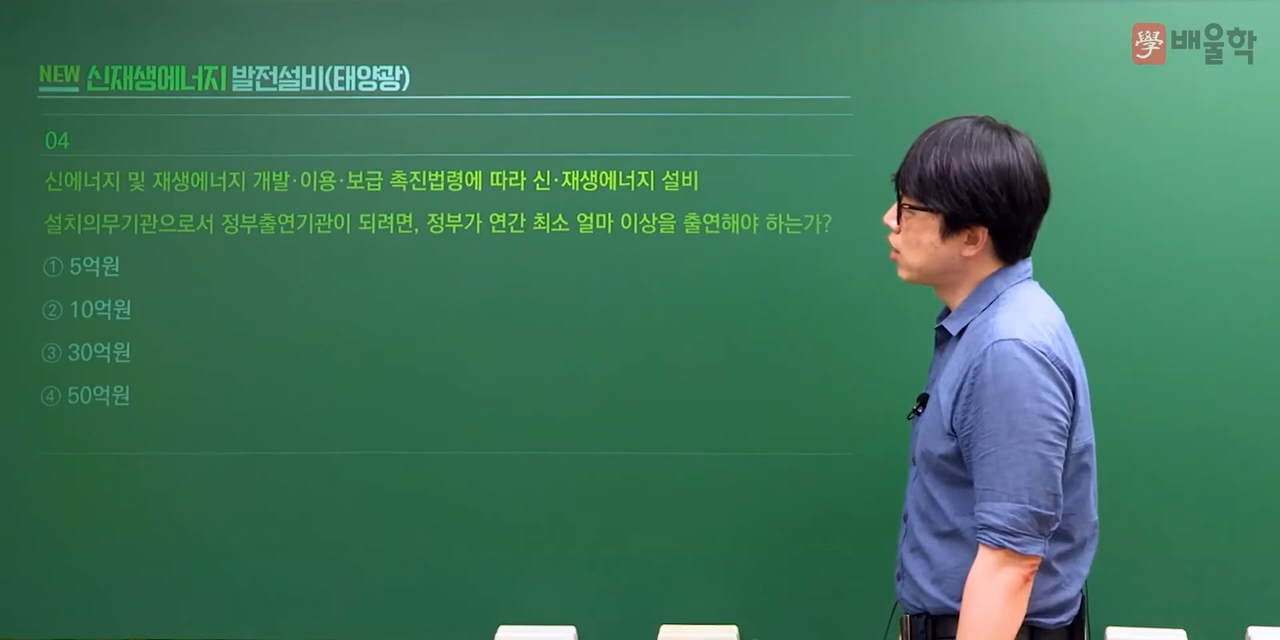 學 배울학
NEW 신재생에너지 발전설비(태양광)
04
신에너지 및 재생에너지 개발·이용·보급 촉진법령에 따라 신·재생에너지 설비
설치의무기관으로서 정부출연기관이 되려면, 정부가 연간 최소 얼마 이상을 출연해야 하는가?
① 5억원
② 10억원
③ 30억원
④ 50억원